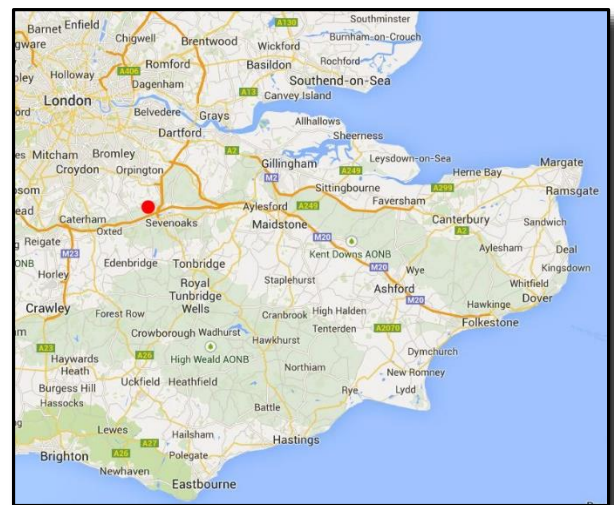 Southminster
A130
Barnet Enfield
Chigwell
Brentwood
Wickford
Burnham-on-Crouch
gware
Romford
Basildon
Rochford
A406
Holloway
Dagenham
Southend-on-Sea
London
A13
Canvey Island
Belvedere
Grays
Allhallows
Dartford
Sheerness
Mitcham
Bromley
A2
Gillingham
Leysdown-on-Sea
Margate
Croydon
Orpington
M2
A249
Herne Bay
Sittingbourne
A299
Ramsgate
Aylesford
A249
Faversham
Caterham
Sevenoaks
Maidstone
Canterbury
Sandwich
Oxted
A2
Reigate
M20
Kent Downs AONB
Aylesham
Deal
M23
Edenbridge
Tonbridge
M20
Wye
Kingsdown
Horley
Staplehurst
Whitfield
Royal
Ashford
Dover
Tunbridge
M20
Hawkinge
Crawley
Wells
Cranbrook
High Halden
Folkestone
Forest Row
Tenterden
A2070
Crowborough
Wadhurst
Hawkhurst
Dymchurch
A23
A26
High Weald AONB
Haywards
Northiam
New Romney
Heath
Uckfield
Heathfield
Rye
Lydd
Burgess Hill
Hassocks
Battle
Lewes
Hailsham
A27
Hastings
Brighton
A26
Polegate
Newhaven
Eastbourne